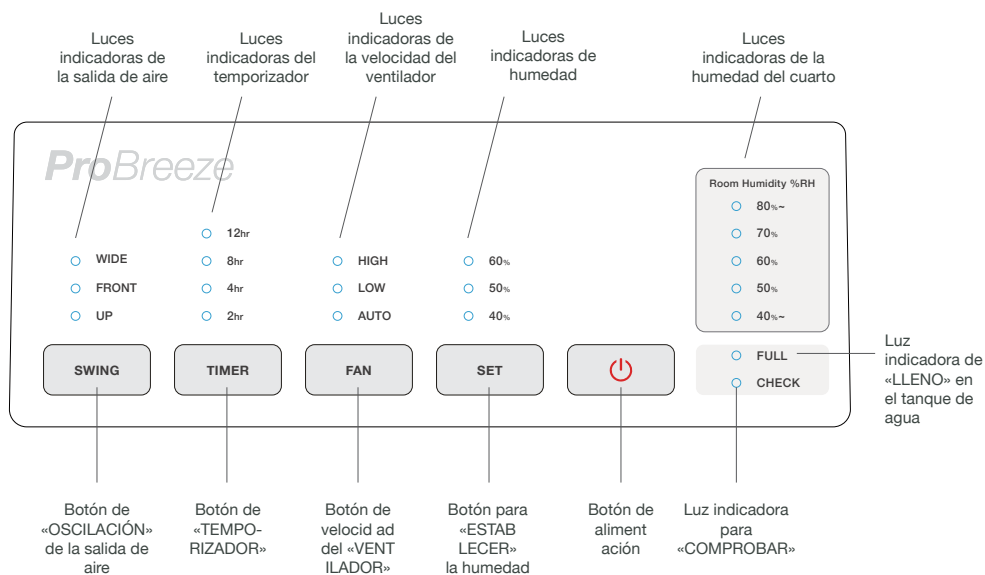 Luces
indicadoras de
la salida de aire
Luces
indicadoras del
temporizador
Luces
indicadoras de
la velocidad del
ventilador
Luces
indicadoras de
humedad
Luces
indicadoras de la
humedad del cuarto
ProBreeze
WIDE
FRONT
UP
12hr
8hr
4hr
2hr
HIGH
LOW
AUTO
60%
50%
40%
Room Humidity %RH
80%~
70%
60%
50%
40%~
SWING
TIMER
FAN
SET
FULL
CHECK
Luz
indicadora de
«LLENO» en
el tanque de
agua
Botón de
«OSCILACIÓN»
de la salida de
aire
Botón de
«TEMPO-
RIZADOR»
Botón de
velocid ad
del «VENT
ILADOR»
Botón para
«ESTAB
LECER»
la humedad
Botón de
aliment
ación
Luz indicadora
para
«COMPROBAR»